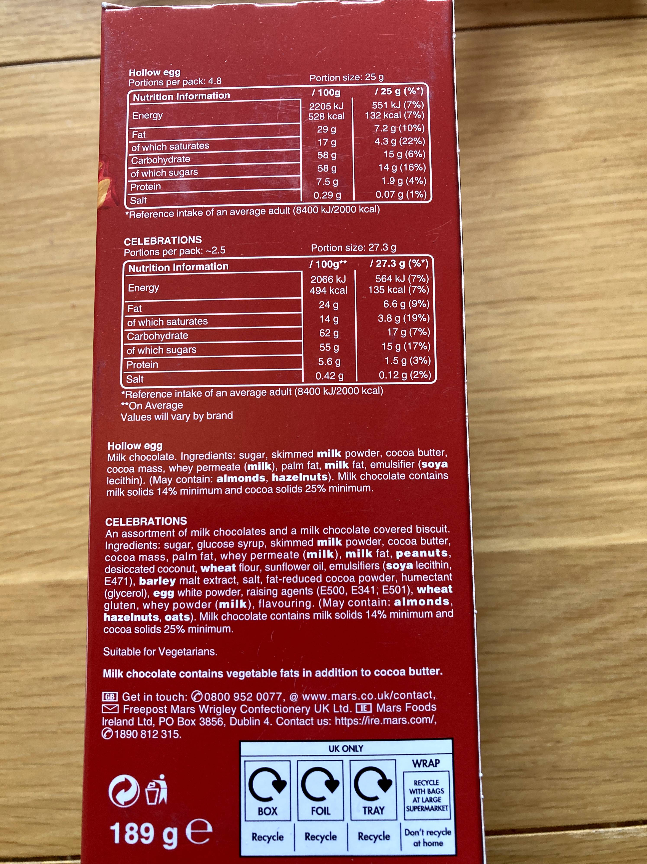 Hollow egg
Portions per pack: 4.8 Portion size: 25 g
Nutrition Information / 100g / 25 g (%*)
Energy 2205 kJ 551 kJ (7%)
528 kcal 132 kcal (7%)
Fat 29 g 7.2 g (10%)
of which saturates 17 g 4.3 g (22%)
Carbohydrate 58 g 15 g (6%)
of which sugars 58 g 14 g (16%)
Protein 7.5 g 1.9 g (4%)
Salt 0.29 g 0.07 g (1%)
*Reference intake of an average adult (8400 kJ/2000 kcal)
CELEBRATIONS
Portions per pack: ~2.5 Portion size: 27.3 g
Nutrition Information / 100g** / 27.3 g (%*)
Energy 2066 kJ 564 kJ (7%)
494 kcal 135 kcal (7%)
Fat 24 g 6.6 g (9%)
of which saturates 14 g 3.8 g (19%)
Carbohydrate 62 g 17 g (7%)
of which sugars 55 g 15 g (17%)
Protein 5.6 g 1.5 g (3%)
Salt 0.42 g 0.12 g (2%)
*Reference intake of an average adult (8400 kJ/2000 kcal)
**On Average
Values will vary by brand
Hollow egg
Milk chocolate. Ingredients: sugar, skimmed milk powder, cocoa butter,
cocoa mass, whey permeate (milk), palm fat, milk fat, emulsifier (soya
lecithin). (May contain: almonds, hazelnuts). Milk chocolate contains
milk solids 14% minimum and cocoa solids 25% minimum.
CELEBRATIONS
An assortment of milk chocolates and a milk chocolate covered biscuit.
Ingredients: sugar, glucose syrup, skimmed milk powder, cocoa butter,
cocoa mass, palm fat, whey permeate (milk), milk fat, peanuts,
desiccated coconut, wheat flour, sunflower oil, emulsifiers (soya lecithin,
E471), barley malt extract, salt, fat-reduced cocoa powder, humectant
(glycerol), egg white powder, raising agents (E500, E341, E501), wheat
gluten, whey powder (milk), flavouring. (May contain: almonds,
hazelnuts, oats). Milk chocolate contains milk solids 14% minimum and
cocoa solids 25% minimum.
Suitable for Vegetarians.
Milk chocolate contains vegetable fats in addition to cocoa butter.
GB Get in touch: 0800 952 0077, @ www.mars.co.uk/contact,
Freepost Mars Wrigley Confectionery UK Ltd. IE Mars Foods
Ireland Ltd, PO Box 3856, Dublin 4. Contact us: https://ire.mars.com/,
1890 812 315.
UK ONLY
BOX FOIL TRAY WRAP
RECYCLE
WITH BAGS
AT LARGE
SUPERMARKET
Recycle Recycle Recycle Don't recycle
at home
189 g e